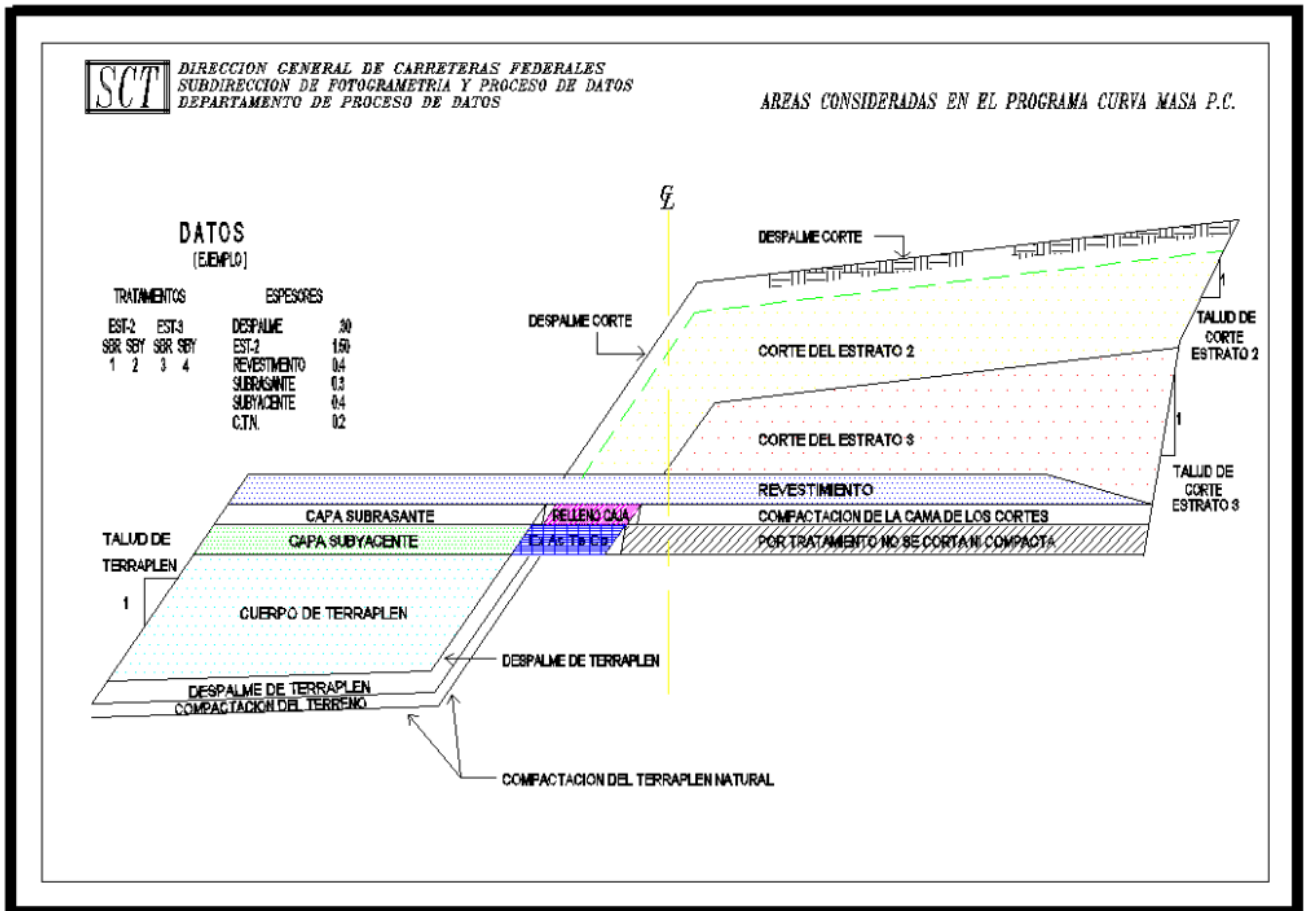 SCT
DIRECCION GENERAL DE CARRETERAS FEDERALES
SUBDIRECCION DE FOTOGRAMETRIA Y PROCESO DE DATOS
DEPARTAMENTO DE PROCESO DE DATOS
AREAS CONSIDERADAS EN EL PROGRAMA CURVA MASA P.C.
DATOS
[EJEMPLO]
TRATAMIENTOS
EST-2 EST-3
SBR SBY SBR SBY
1 2 3 4
ESPESORES
DESPALME .30
EST-2 1.50
REVESTIMIENTO 0.4
SUBRASANTE 0.3
SUBYACENTE 0.4
C.T.N. 0.2
CL
DESPALME CORTE
DESPALME CORTE
CORTE DEL ESTRATO 2
CORTE DEL ESTRATO 3
1
TALUD DE
CORTE
ESTRATO 2
1
TALUD DE
CORTE
ESTRATO 3
REVESTIMIENTO
CAPA SUBRASANTE
RELLENO CAJA
COMPACTACION DE LA CAMA DE LOS CORTES
CAPA SUBYACENTE
Ex Ac
POR TRATAMIENTO NO SE CORTA NI COMPACTA
TALUD DE
TERRAPLEN
1
CUERPO DE TERRAPLEN
DESPALME DE TERRAPLEN
DESPALME DE TERRAPLEN
COMPACTACION DEL TERRENO
COMPACTACION DEL TERRAPLEN NATURAL